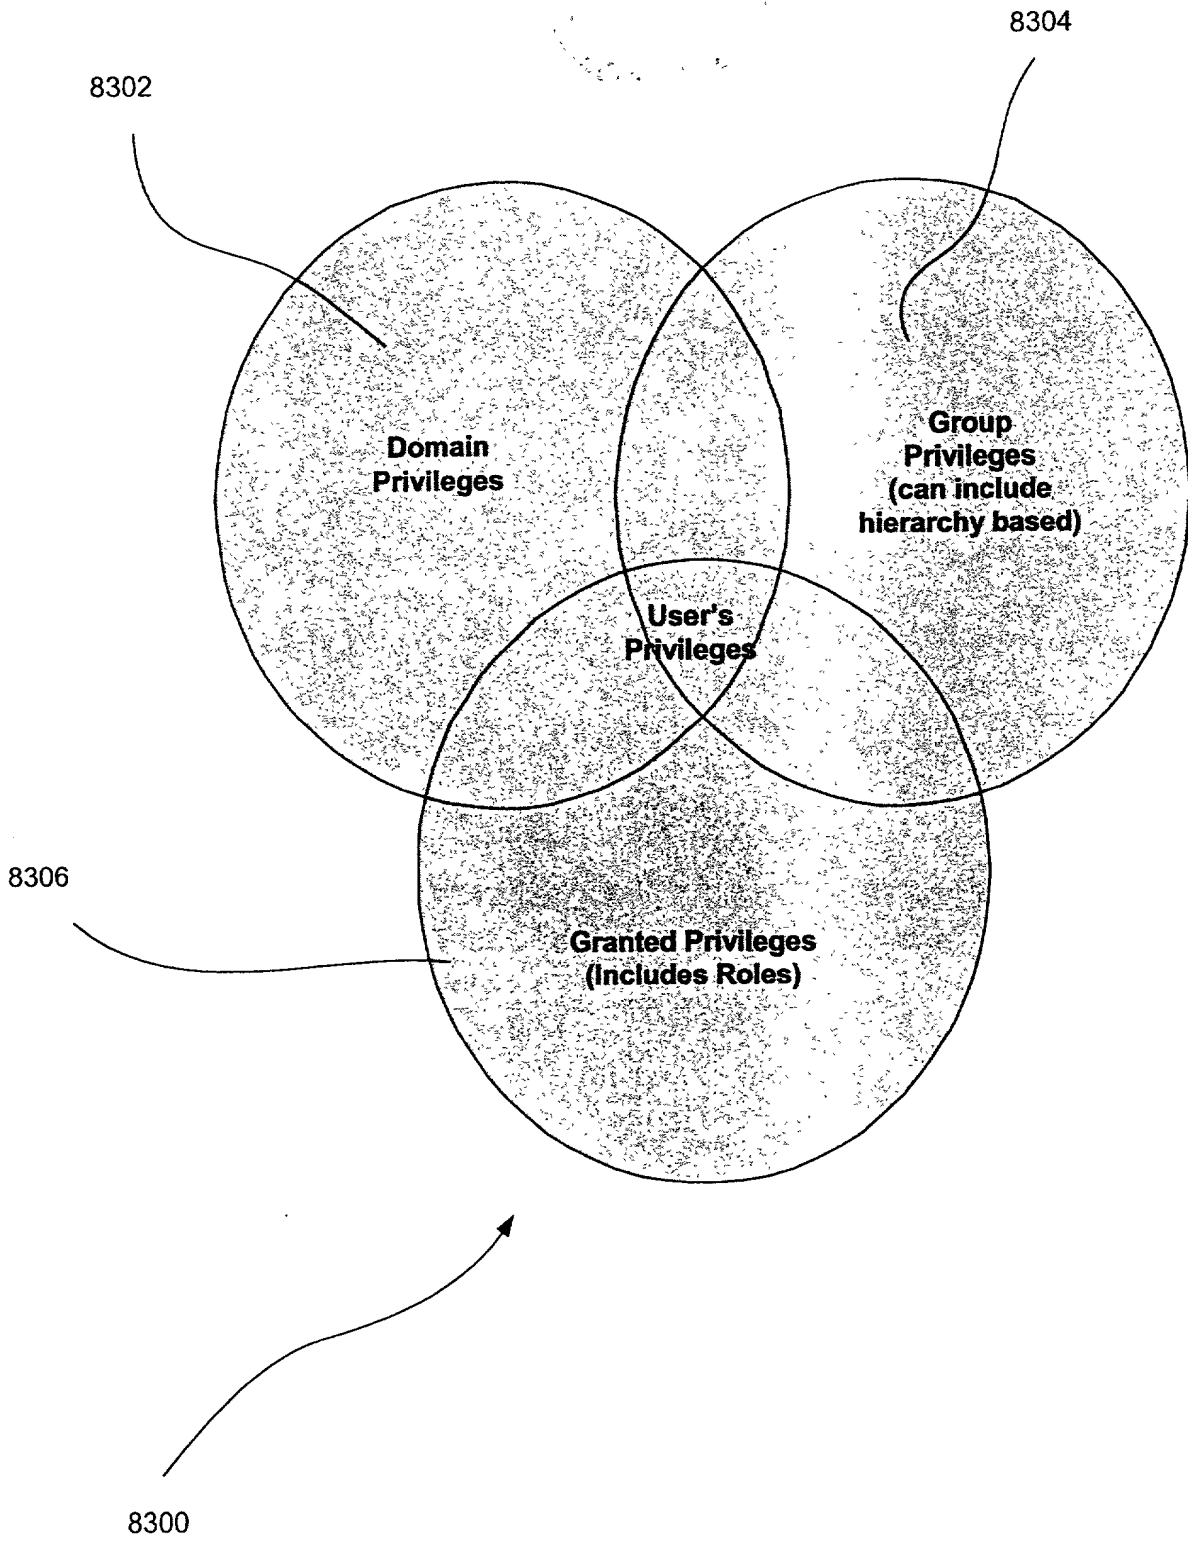 8304
8302
Domain
Privileges
Group
Privileges
(can include
hierarchy based)
User's
Privileges
8306
Granted Privileges
(Includes Roles)
8300